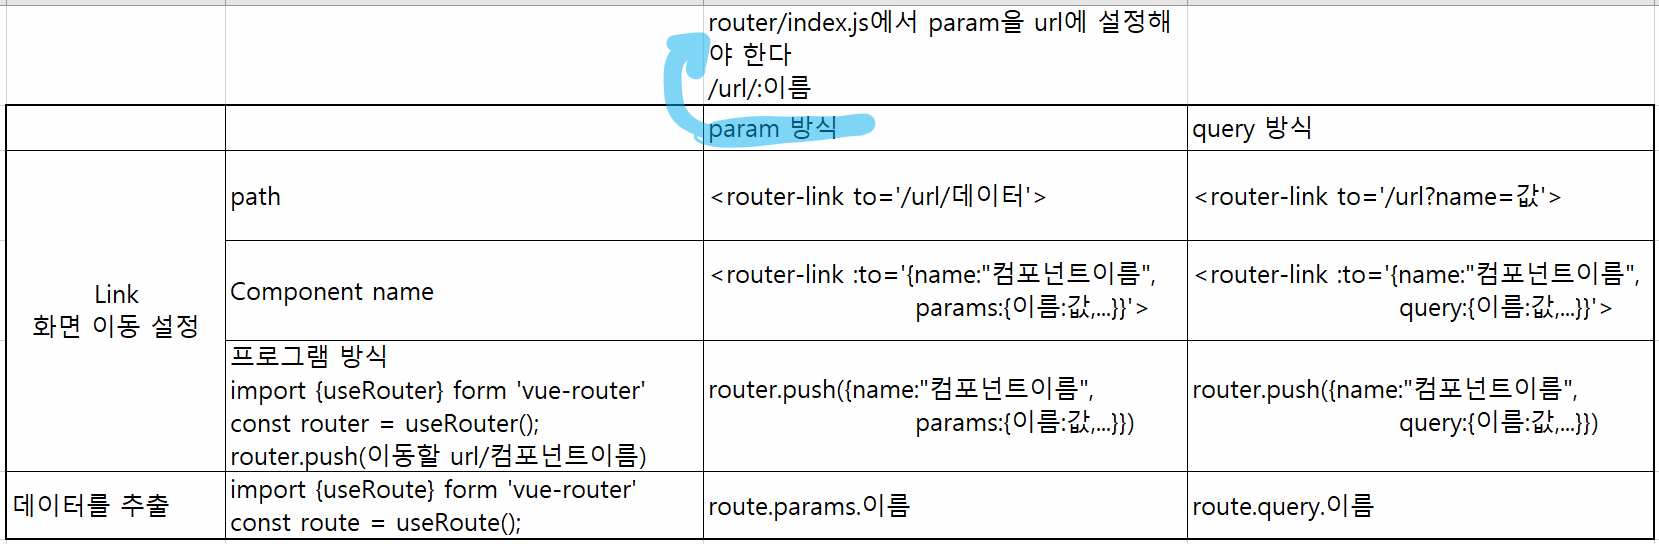 router/index.js에서 param을 url에 설정해
야 한다
/url/:이름
param 방식
query 방식
Link
화면 이동 설정
path
<router-link to='/url/데이터'>
<router-link to='/url?name=값'>
Component name
<router-link :to='{name:"컴포넌트이름",
params:{이름:값,...}}'>
<router-link :to='{name:"컴포넌트이름",
query:{이름:값,...}}'>
프로그램 방식
import {useRouter} form 'vue-router'
const router = useRouter();
router.push(이동할 url/컴포넌트이름)
router.push({name:"컴포넌트이름",
params:{이름:값,...}})
router.push({name:"컴포넌트이름",
query:{이름:값,...}})
데이터를 추출
import {useRoute} form 'vue-router'
const route = useRoute();
route.params.이름
route.query.이름